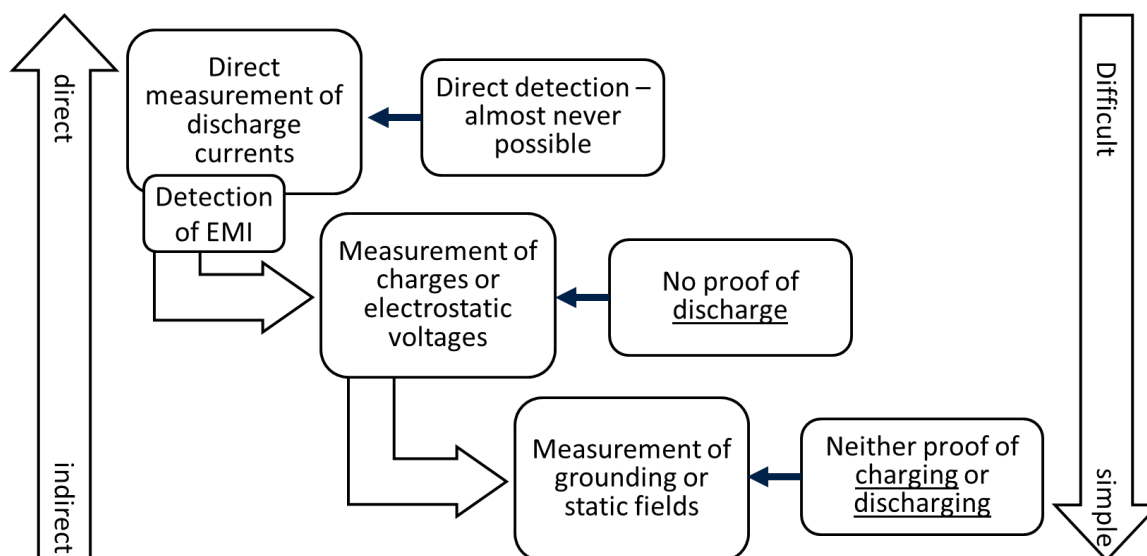 direct
indirect
Direct
measurement of
discharge
currents
Direct detection –
almost never
possible
Detection
of EMI
Measurement of
charges or
electrostatic
voltages
No proof of
discharge
Measurement of
grounding or
static fields
Neither proof of
charging or
discharging
Difficult
simple